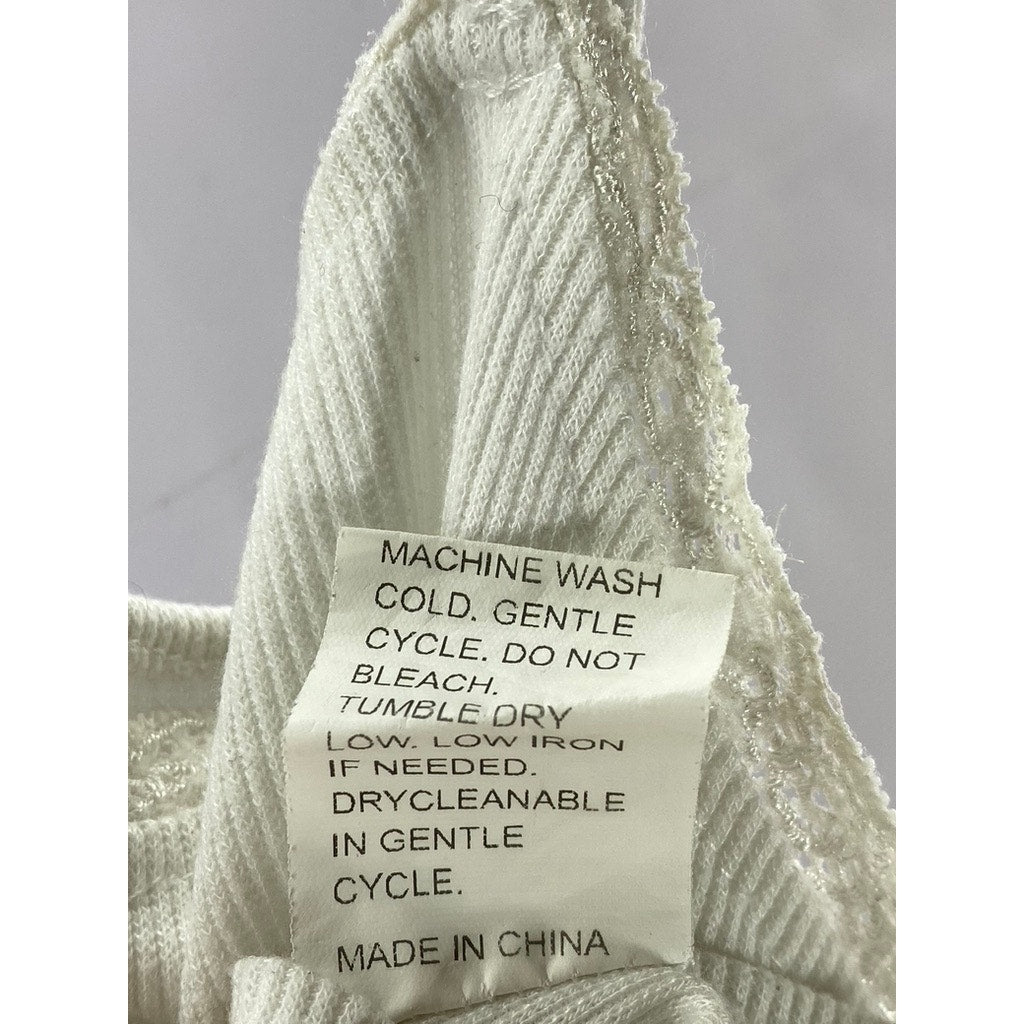 MACHINE WASH
COLD. GENTLE
CYCLE. DO NOT
BLEACH.
TUMBLE DRY
LOW. LOW IRON
IF NEEDED.
DRYCLEANABLE
IN GENTLE
CYCLE.
MADE IN CHINA